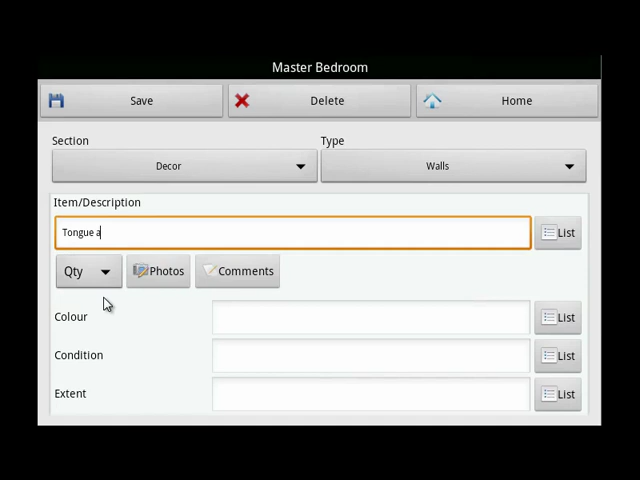 Master Bedroom
Save Delete Home
Section Type
Decor Walls
Item/Description
Tongue a List
Qty Photos Comments
Colour List
Condition List
Extent List